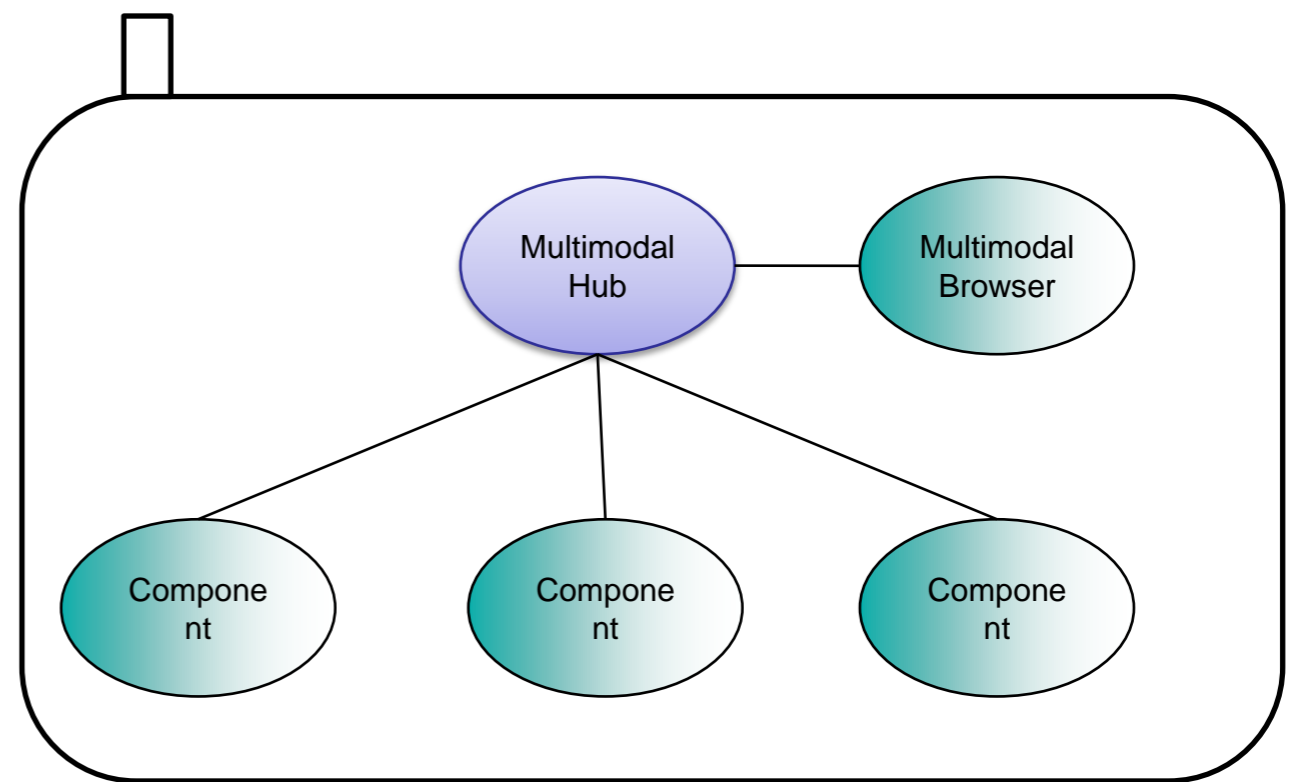 Multimodal
Hub
Multimodal
Browser
Compone
nt
Compone
nt
Compone
nt